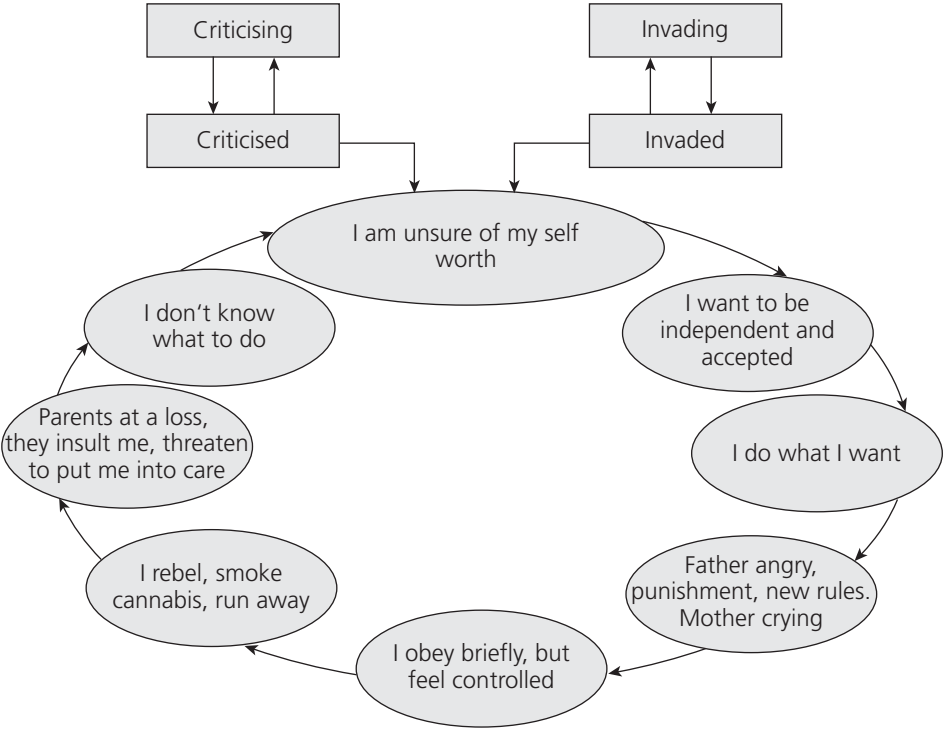 Criticising
Invading
Criticised
Invaded
I am unsure of my self
worth
I want to be
independent and
accepted
I do what I want
Father angry,
punishment, new rules.
Mother crying
I obey briefly, but
feel controlled
I rebel, smoke
cannabis, run away
Parents at a loss,
they insult me, threaten
to put me into care
I don‘t know
what to do